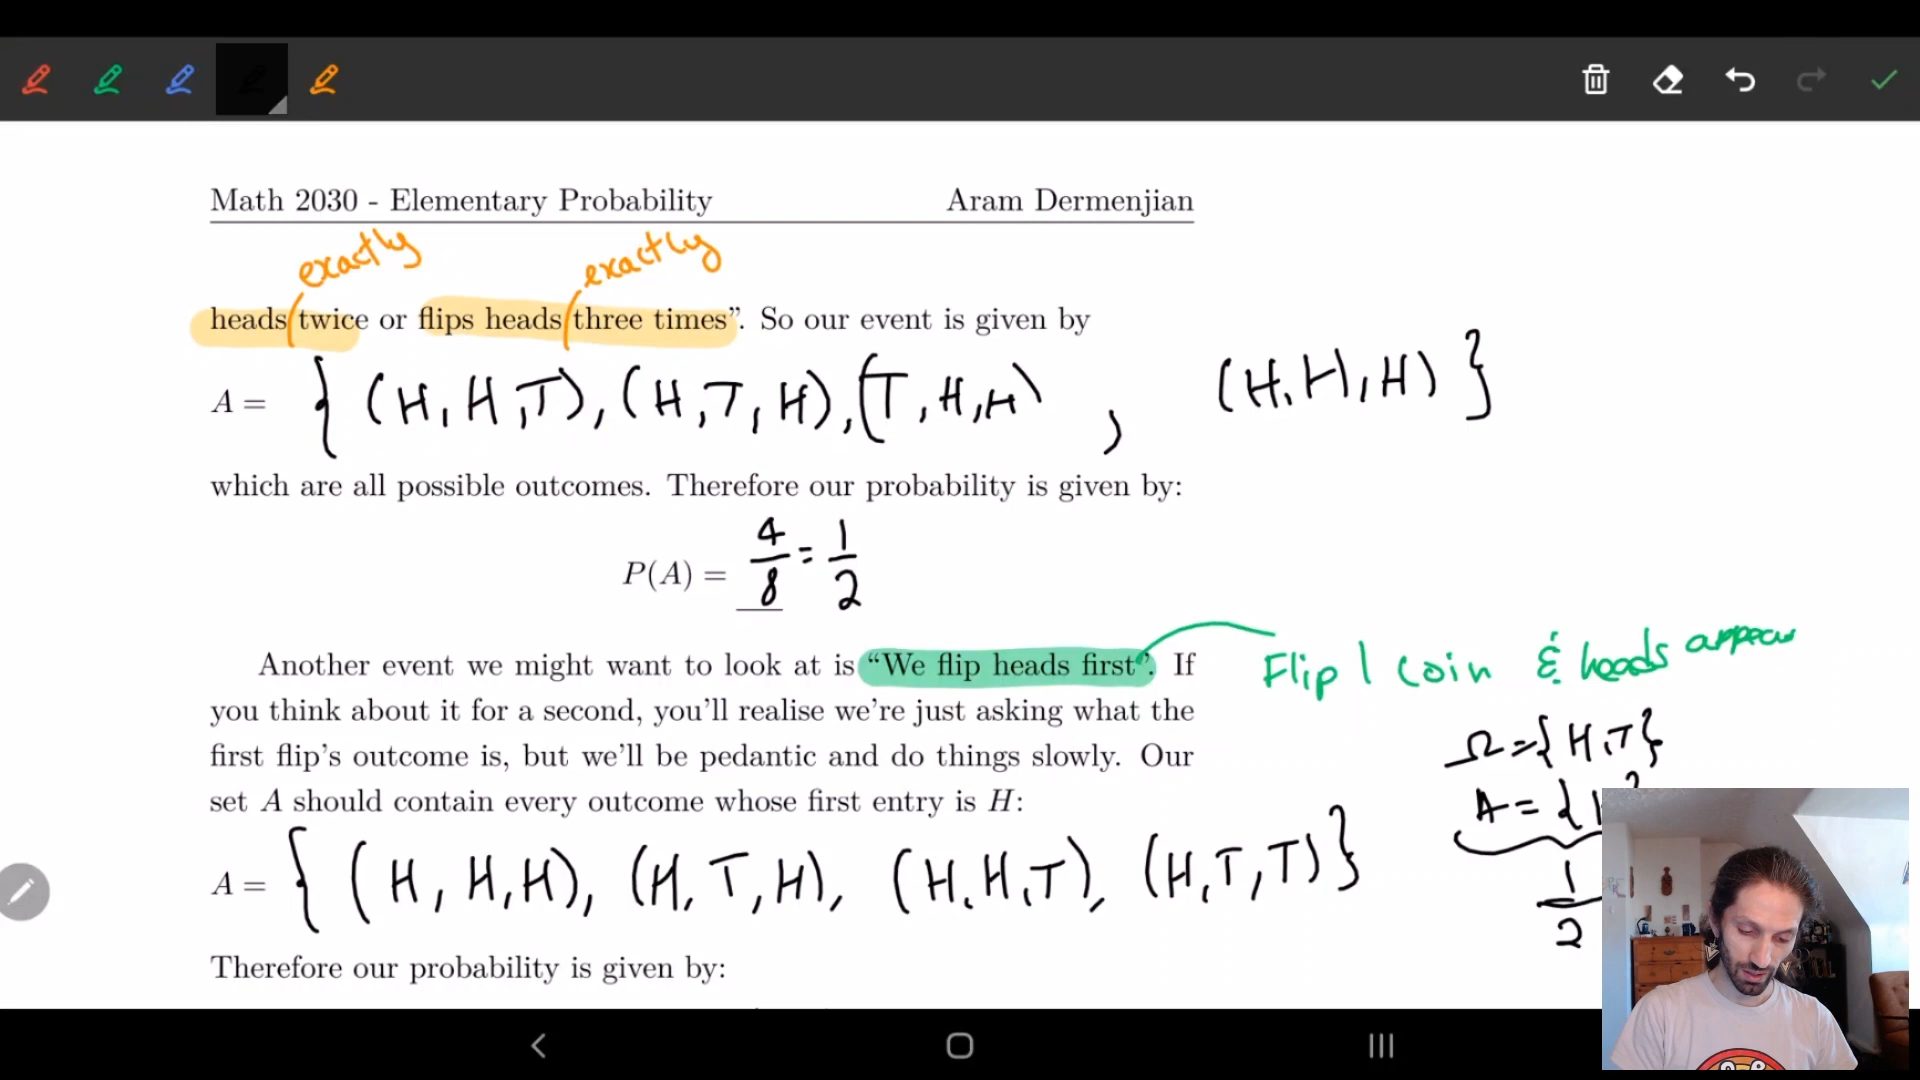 Math 2030 - Elementary Probability Aram Dermenjian
exactly exactly
heads twice or flips heads three times”. So our event is given by
A = { (H, H, T), (H, T, H), (T, H, H) , (H, H, H) }
which are all possible outcomes. Therefore our probability is given by:
P(A) = 4/8 = 1/2
Another event we might want to look at is “We flip heads first”. If
Flip 1 coin & heads appear
you think about it for a second, you’ll realise we’re just asking what the
first flip’s outcome is, but we’ll be pedantic and do things slowly. Our
Ω = { H, T }
set A should contain every outcome whose first entry is H:
A = {
1/2
A = { (H, H, H), (H, T, H), (H, H, T), (H, T, T) }
Therefore our probability is given by: